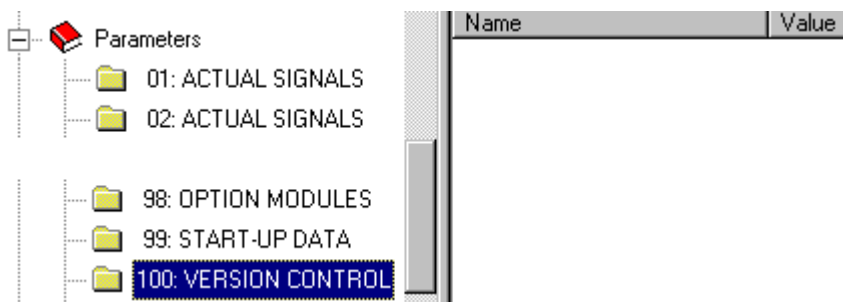 Name Value
Parameters
01: ACTUAL SIGNALS
02: ACTUAL SIGNALS
98: OPTION MODULES
99: START-UP DATA
100: VERSION CONTROL